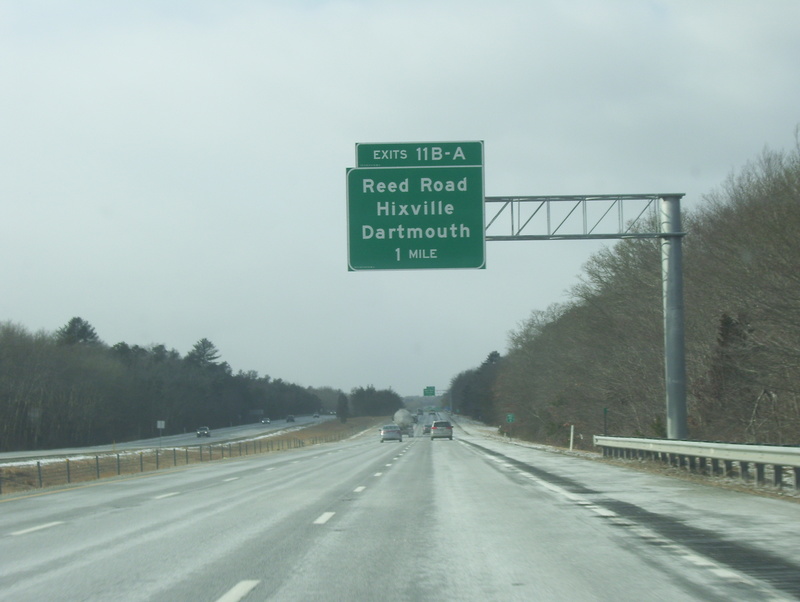 EXITS 11B-A
Reed Road
Hixville
Dartmouth
1 MILE